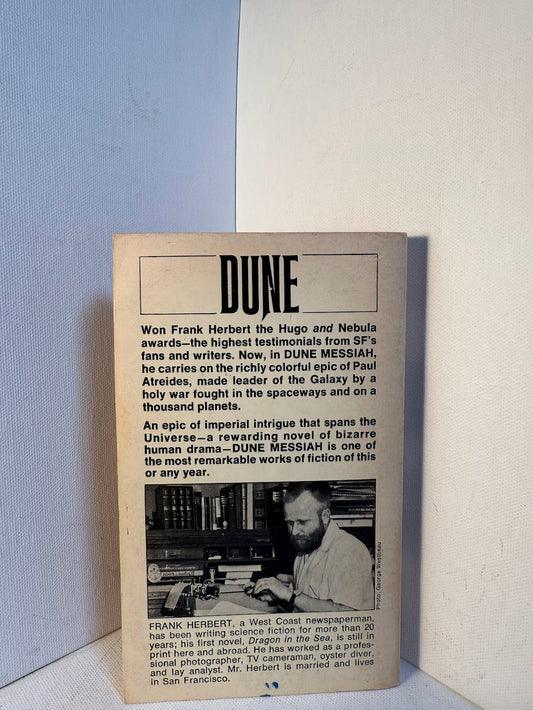 DUNE
Won Frank Herbert the Hugo and Nebula
awards—the highest testimonials from SF's
fans and writers. Now, in DUNE MESSIAH,
he carries on the richly colorful epic of Paul
Atreides, made leader of the Galaxy by a
holy war fought in the spaceways and on a
thousand planets.
An epic of imperial intrigue that spans the
Universe—a rewarding novel of bizarre
human drama—DUNE MESSIAH is one of
the most remarkable works of fiction of this
or any year.
Photo: George Westbeau
FRANK HERBERT, a West Coast newspaperman,
has been writing science fiction for more than 20
years; his first novel, Dragon in the Sea, is still in
print here and abroad. He has worked as a profes-
sional photographer, TV cameraman, oyster diver,
and lay analyst. Mr. Herbert is married and lives
in San Francisco.